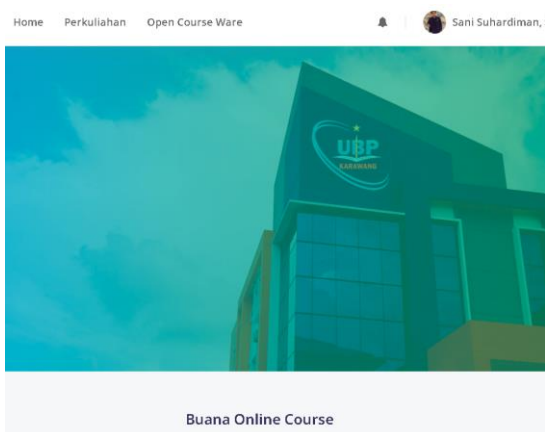 Home Perkuliahan Open Course Ware Sani Suhardiman,
UBP
KARAWANG
Buana Online Course